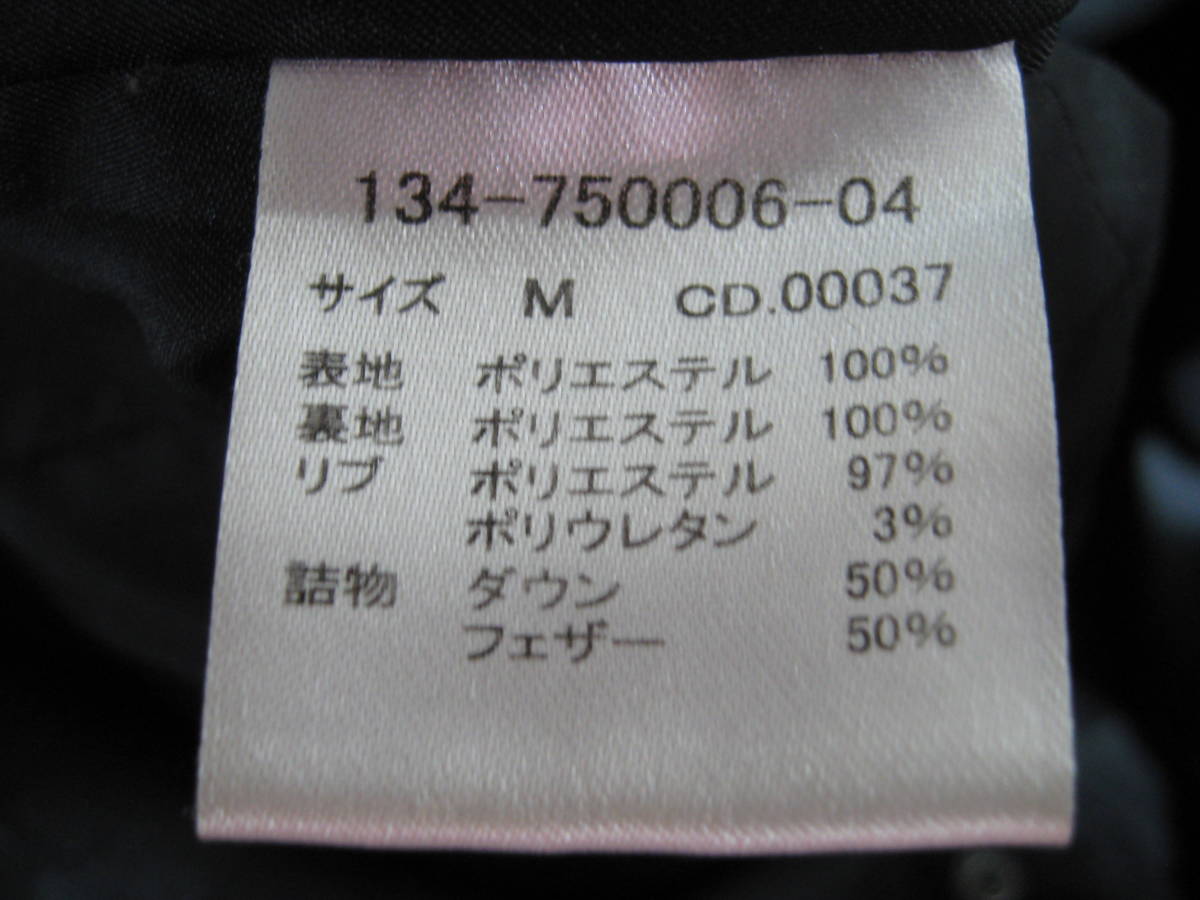 134-750006-04
サイズ M CD.00037
表地 ポリエステル 100%
裏地 ポリエステル 100%
リブ ポリエステル 97%
ポリウレタン 3%
詰物 ダウン 50%
フェザー 50%